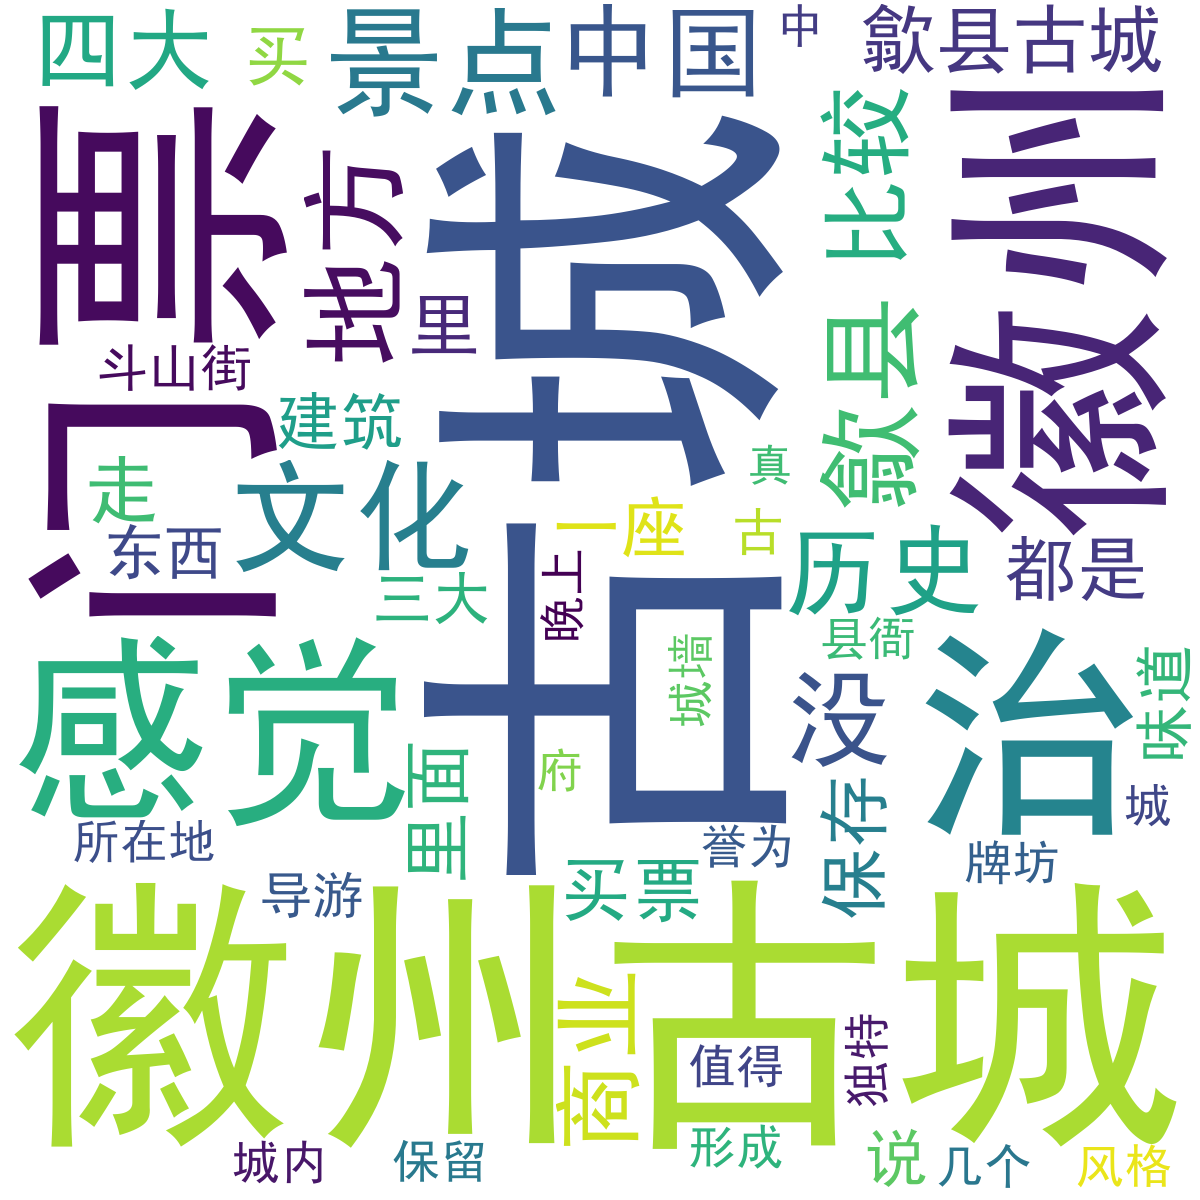 四大
买
景点
中国
中
歙县古城
门票
地方
古城
比较
徽州
里
歙县
斗山街
建筑
走
文化
真
东西
一座
古
历史
都是
三大
晚上
县衙
感觉
城墙
没
治
味道
里面
府
保存
城
所在地
誉为
牌坊
导游
买票
徽州古城
商业
值得
独特
城内
保留
形成
说
几个
风格